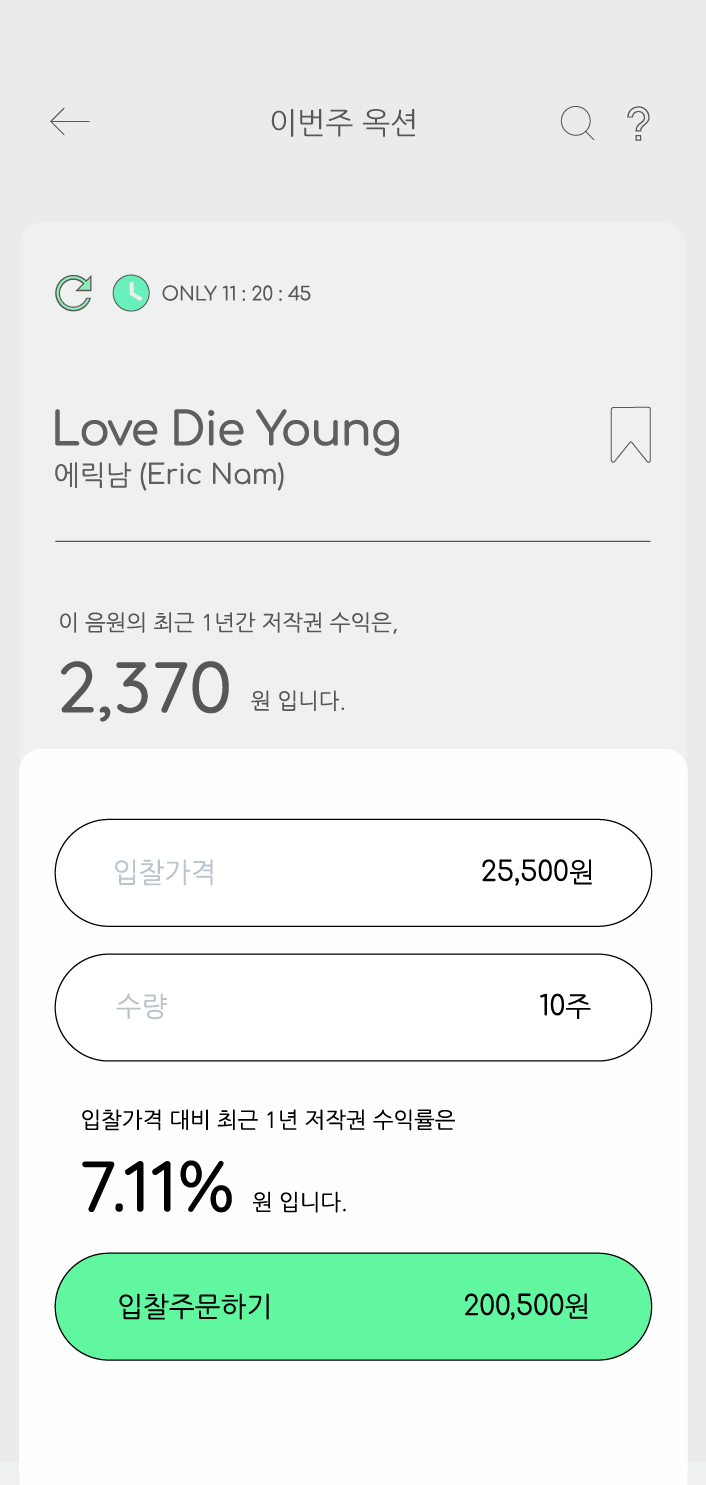 이번주 옥션
ONLY 11 : 20 : 45
Love Die Young
에릭남 (Eric Nam)
이 음원의 최근 1년간 저작권 수익은,
2,370 원 입니다.
입찰가격 25,500원
수량 10주
입찰가격 대비 최근 1년 저작권 수익률은
7.11% 원 입니다.
입찰주문하기 200,500원